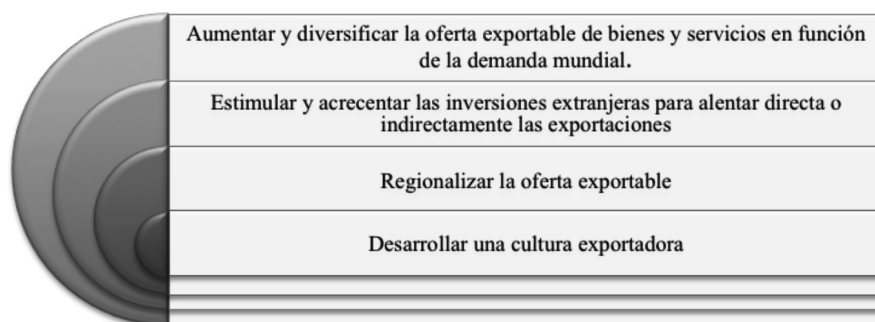 Aumentar y diversificar la oferta exportable de bienes y servicios en función
de la demanda mundial.
Estimular y acrecentar las inversiones extranjeras para alentar directa o
indirectamente las exportaciones
Regionalizar la oferta exportable
Desarrollar una cultura exportadora